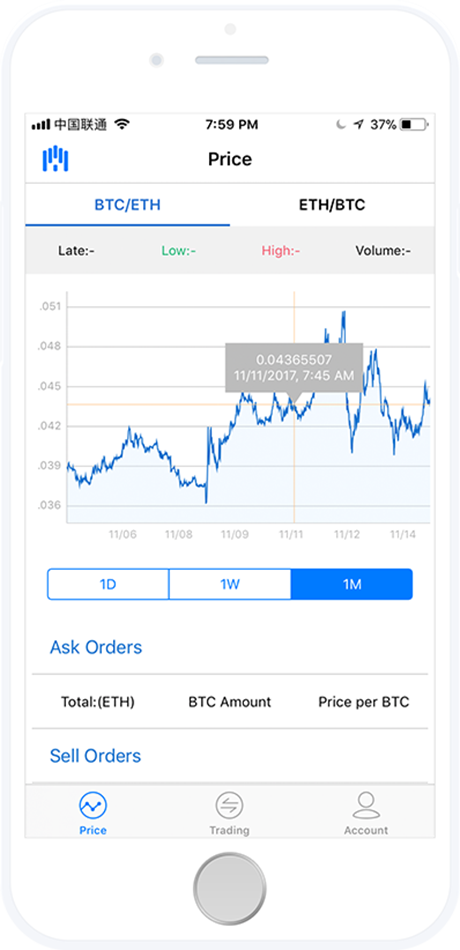 中国联通 7:59 PM 37%
Price
BTC/ETH ETH/BTC
Late:- Low:- High:- Volume:-
.051
.048
0.04365507
11/11/2017, 7:45 AM
.045
.042
.039
.036
11/06 11/08 11/09 11/11 11/12 11/14
1D 1W 1M
Ask Orders
Total:(ETH) BTC Amount Price per BTC
Sell Orders
Price Trading Account